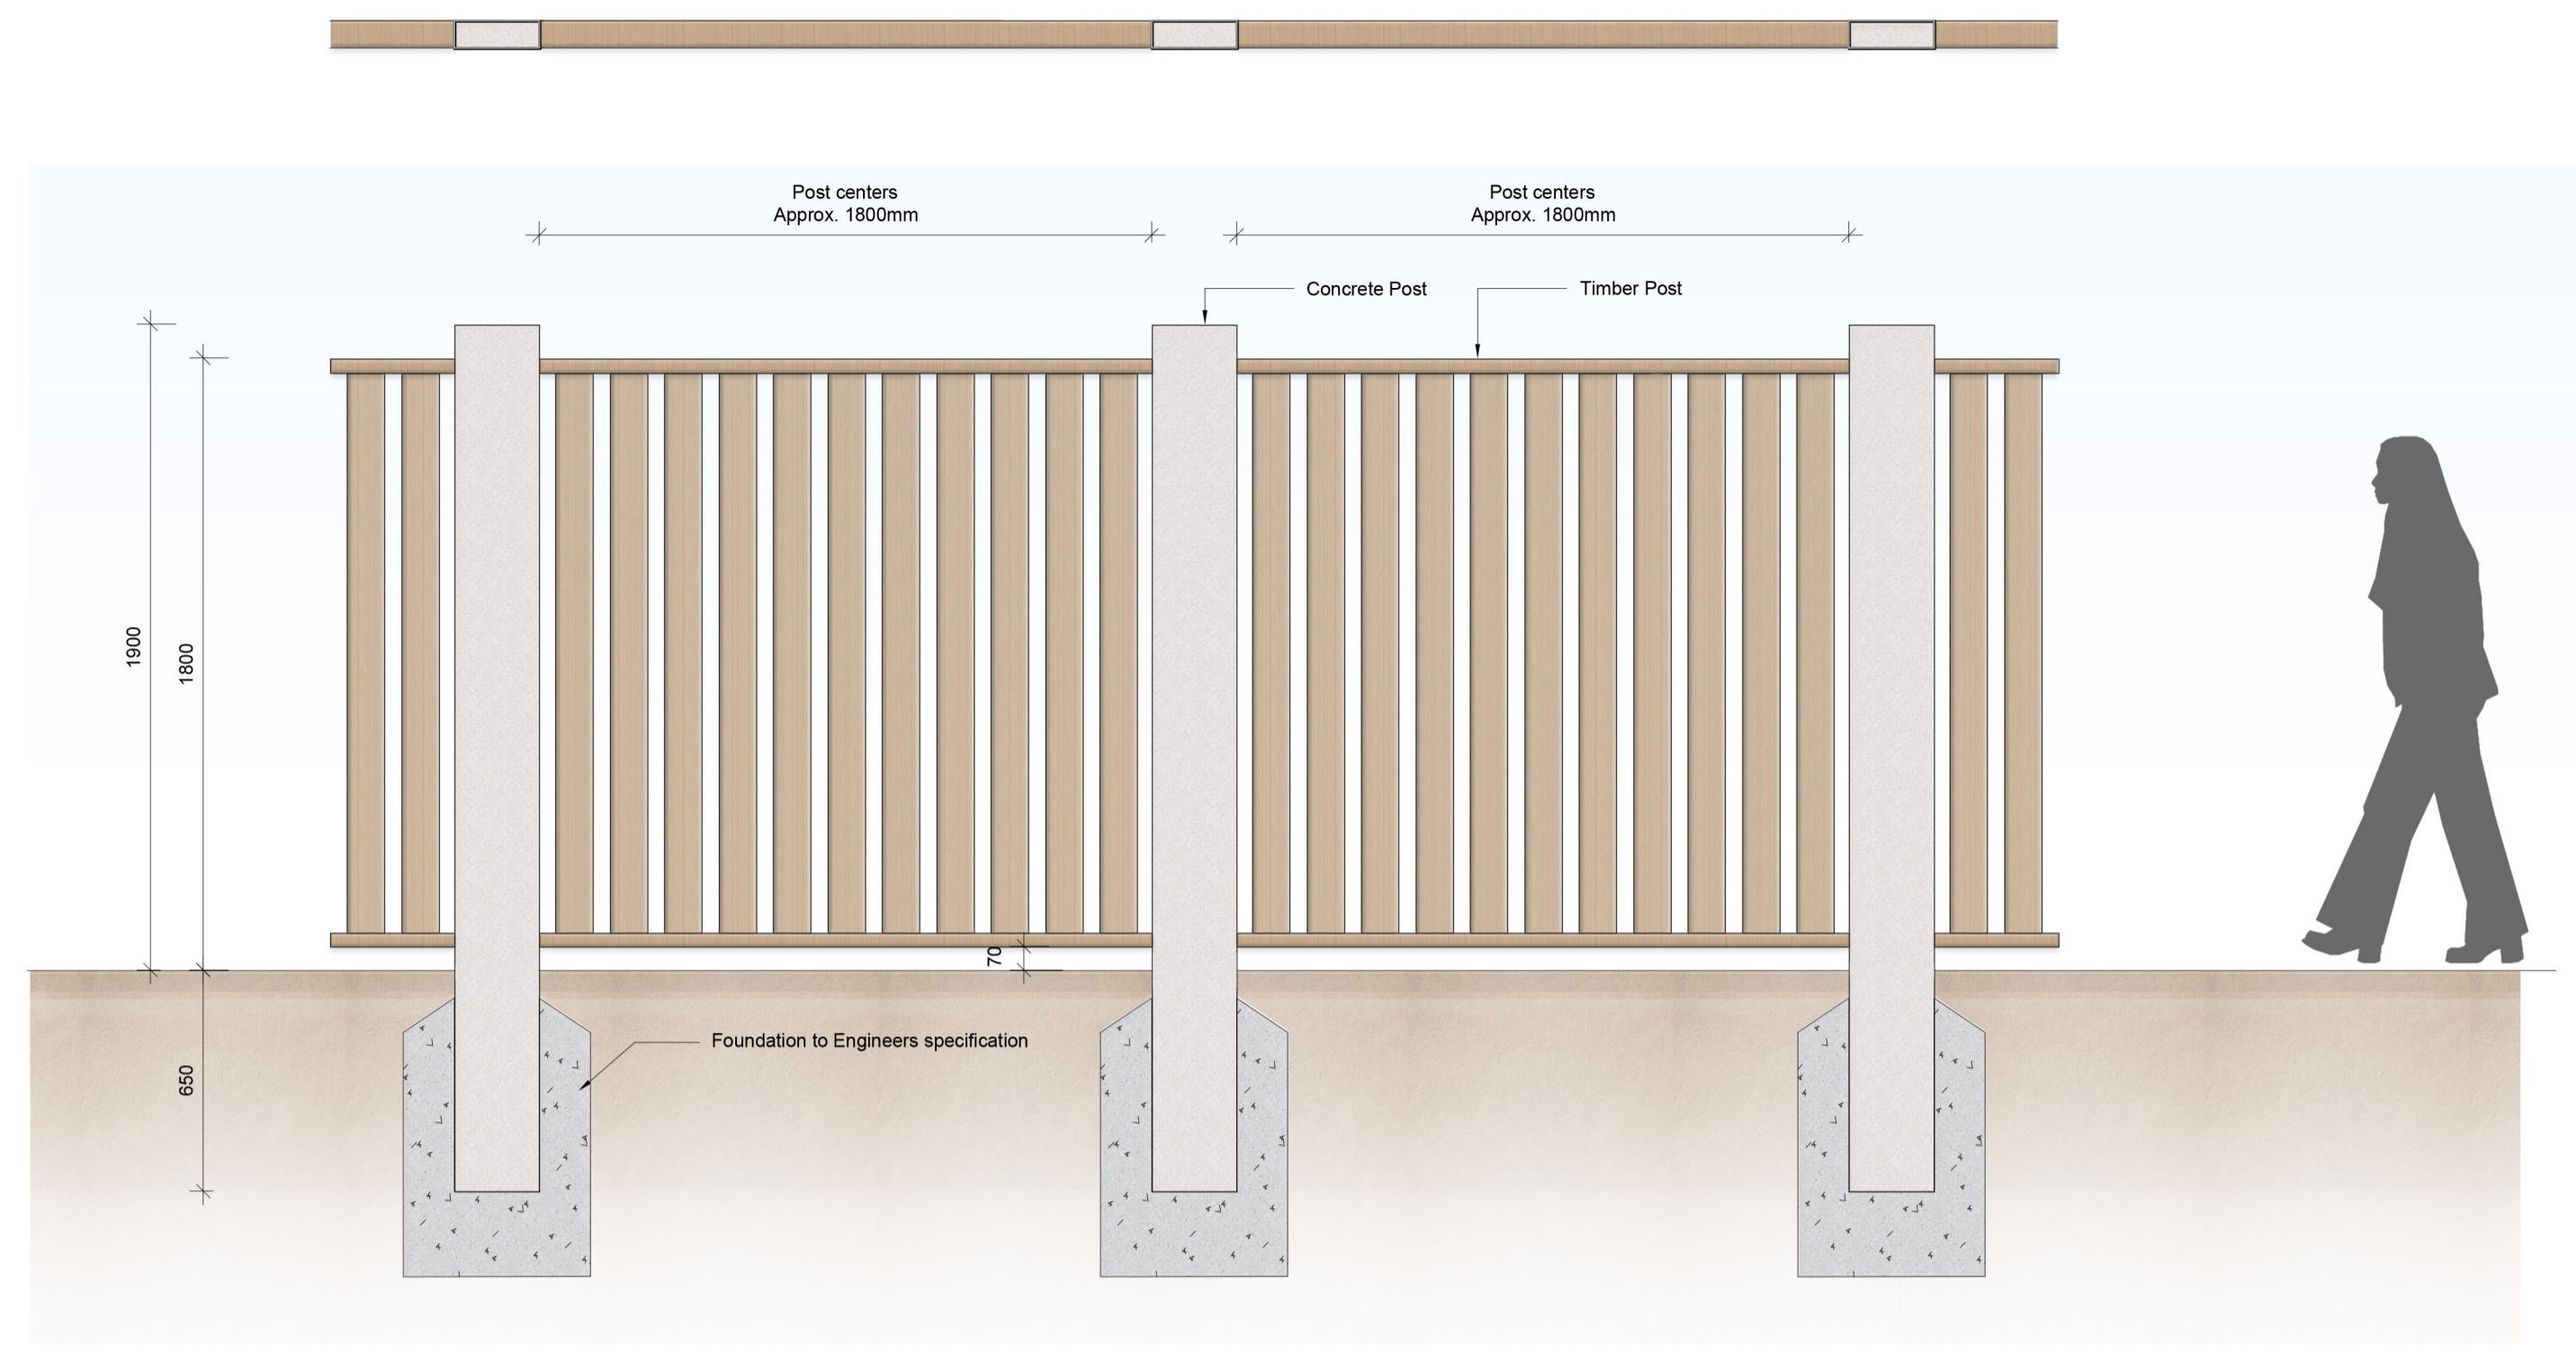 Post centers
Approx. 1800mm
Post centers
Approx. 1800mm
Concrete Post
Timber Post
1900
1800
70
Foundation to Engineers specification
650